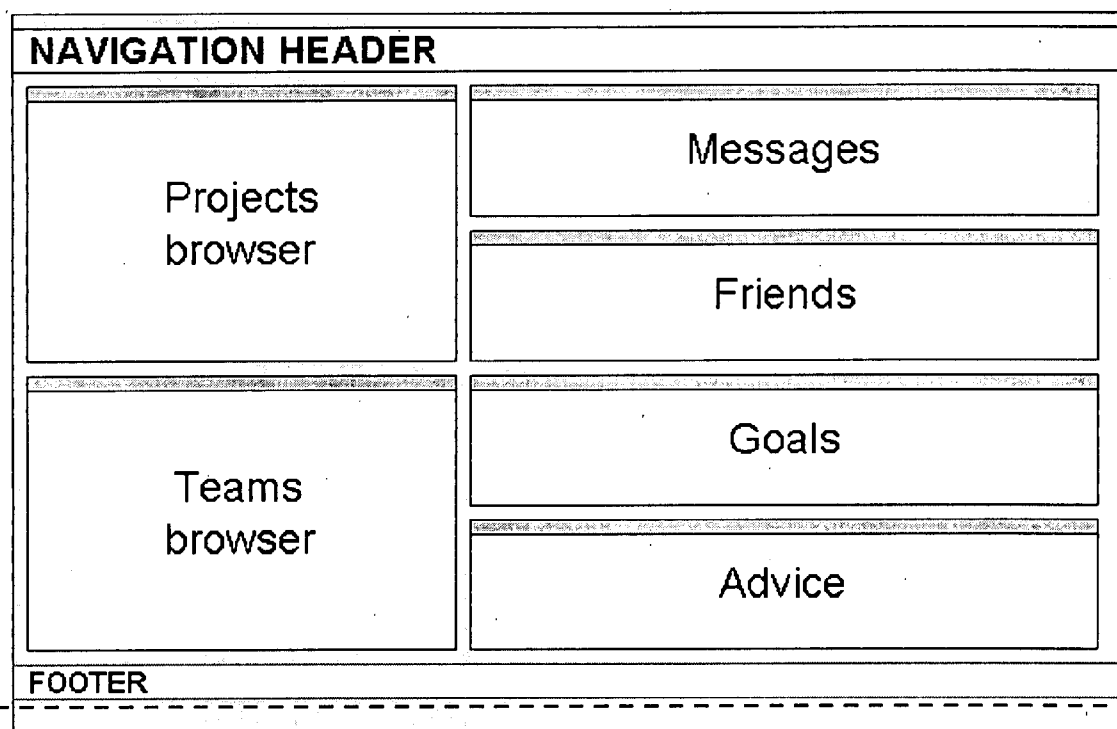 NAVIGATION HEADER
Projects
browser
Messages
Friends
Teams
browser
Goals
Advice
FOOTER